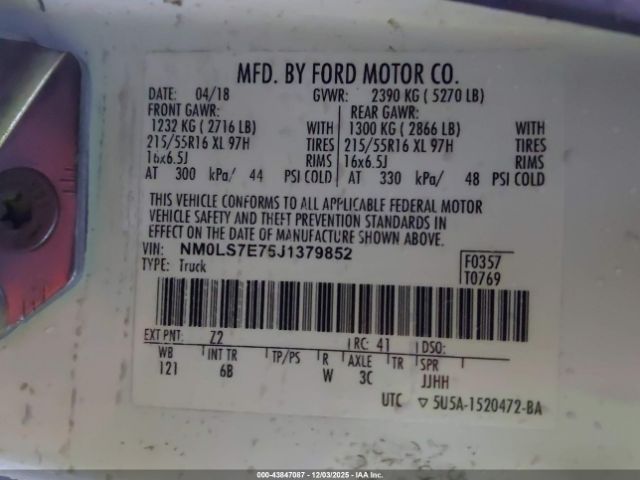 MFD. BY FORD MOTOR CO.
DATE: 04/18 GVWR: 2390 KG ( 5270 LB)
FRONT GAWR: REAR GAWR:
1232 KG ( 2716 LB) WITH 1300 KG ( 2866 LB) WITH
215/55R16 XL 97H TIRES 215/55R16 XL 97H TIRES
16x6.5J RIMS 16x6.5J RIMS
AT 300 kPa/ 44 PSI COLD AT 330 kPa/ 48 PSI COLD
THIS VEHICLE CONFORMS TO ALL APPLICABLE FEDERAL MOTOR
VEHICLE SAFETY AND THEFT PREVENTION STANDARDS IN
EFFECT ON THE DATE OF MANUFACTURE SHOWN ABOVE.
VIN: NM0LS7E75J1379852
TYPE: Truck
F0357
T0769
EXT PNT: Z2 RC: 41 DSO:
WB INT TR TP/PS R AXLE TR SPR
121 6B W 3C JJHH
UTC ▽ 5U5A-1520472-BA
000-43847087 - 12/03/2025 - IAA Inc.